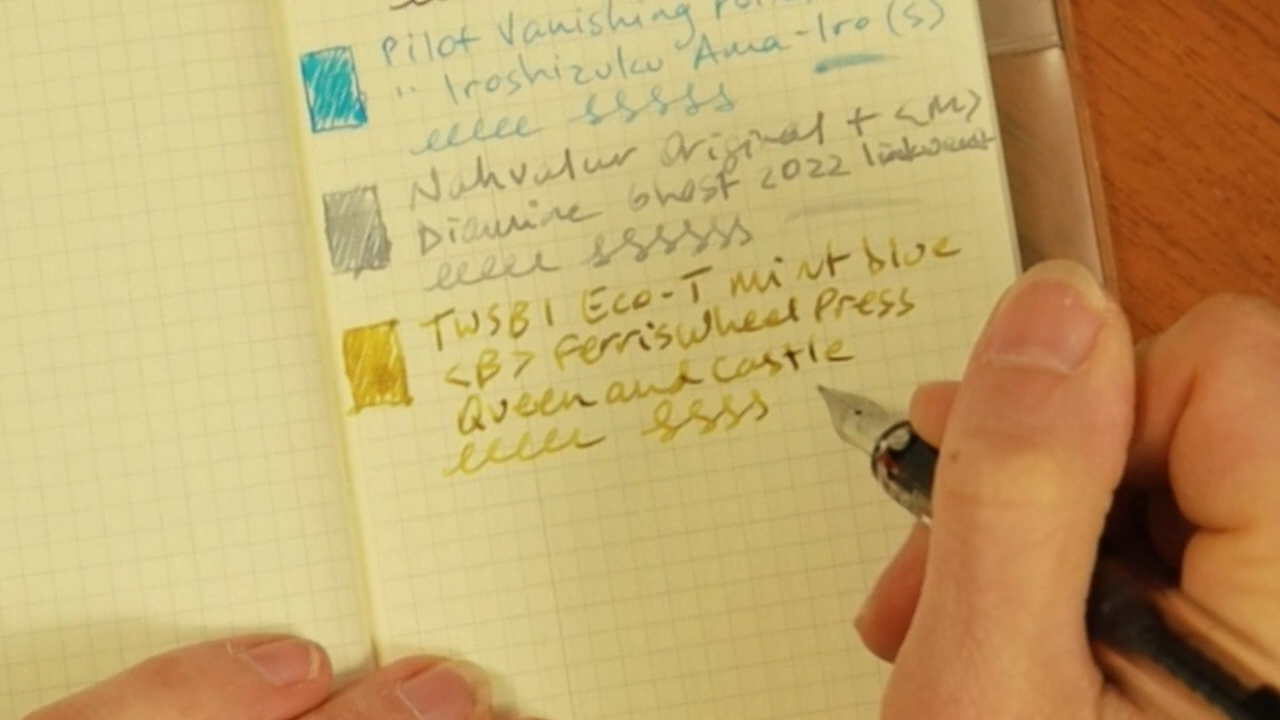 Pilot Vanishing Point
" Iroshizuku Ama-Iro (S)
eeeee sssss
Nahvalur Original + <M>
Diamine Ghost 2022 Inkvent
eeeee ssssss
TWSBI Eco-T mint blue
<B> Ferriswheel Press
Queen and Castle
eeeee ssss